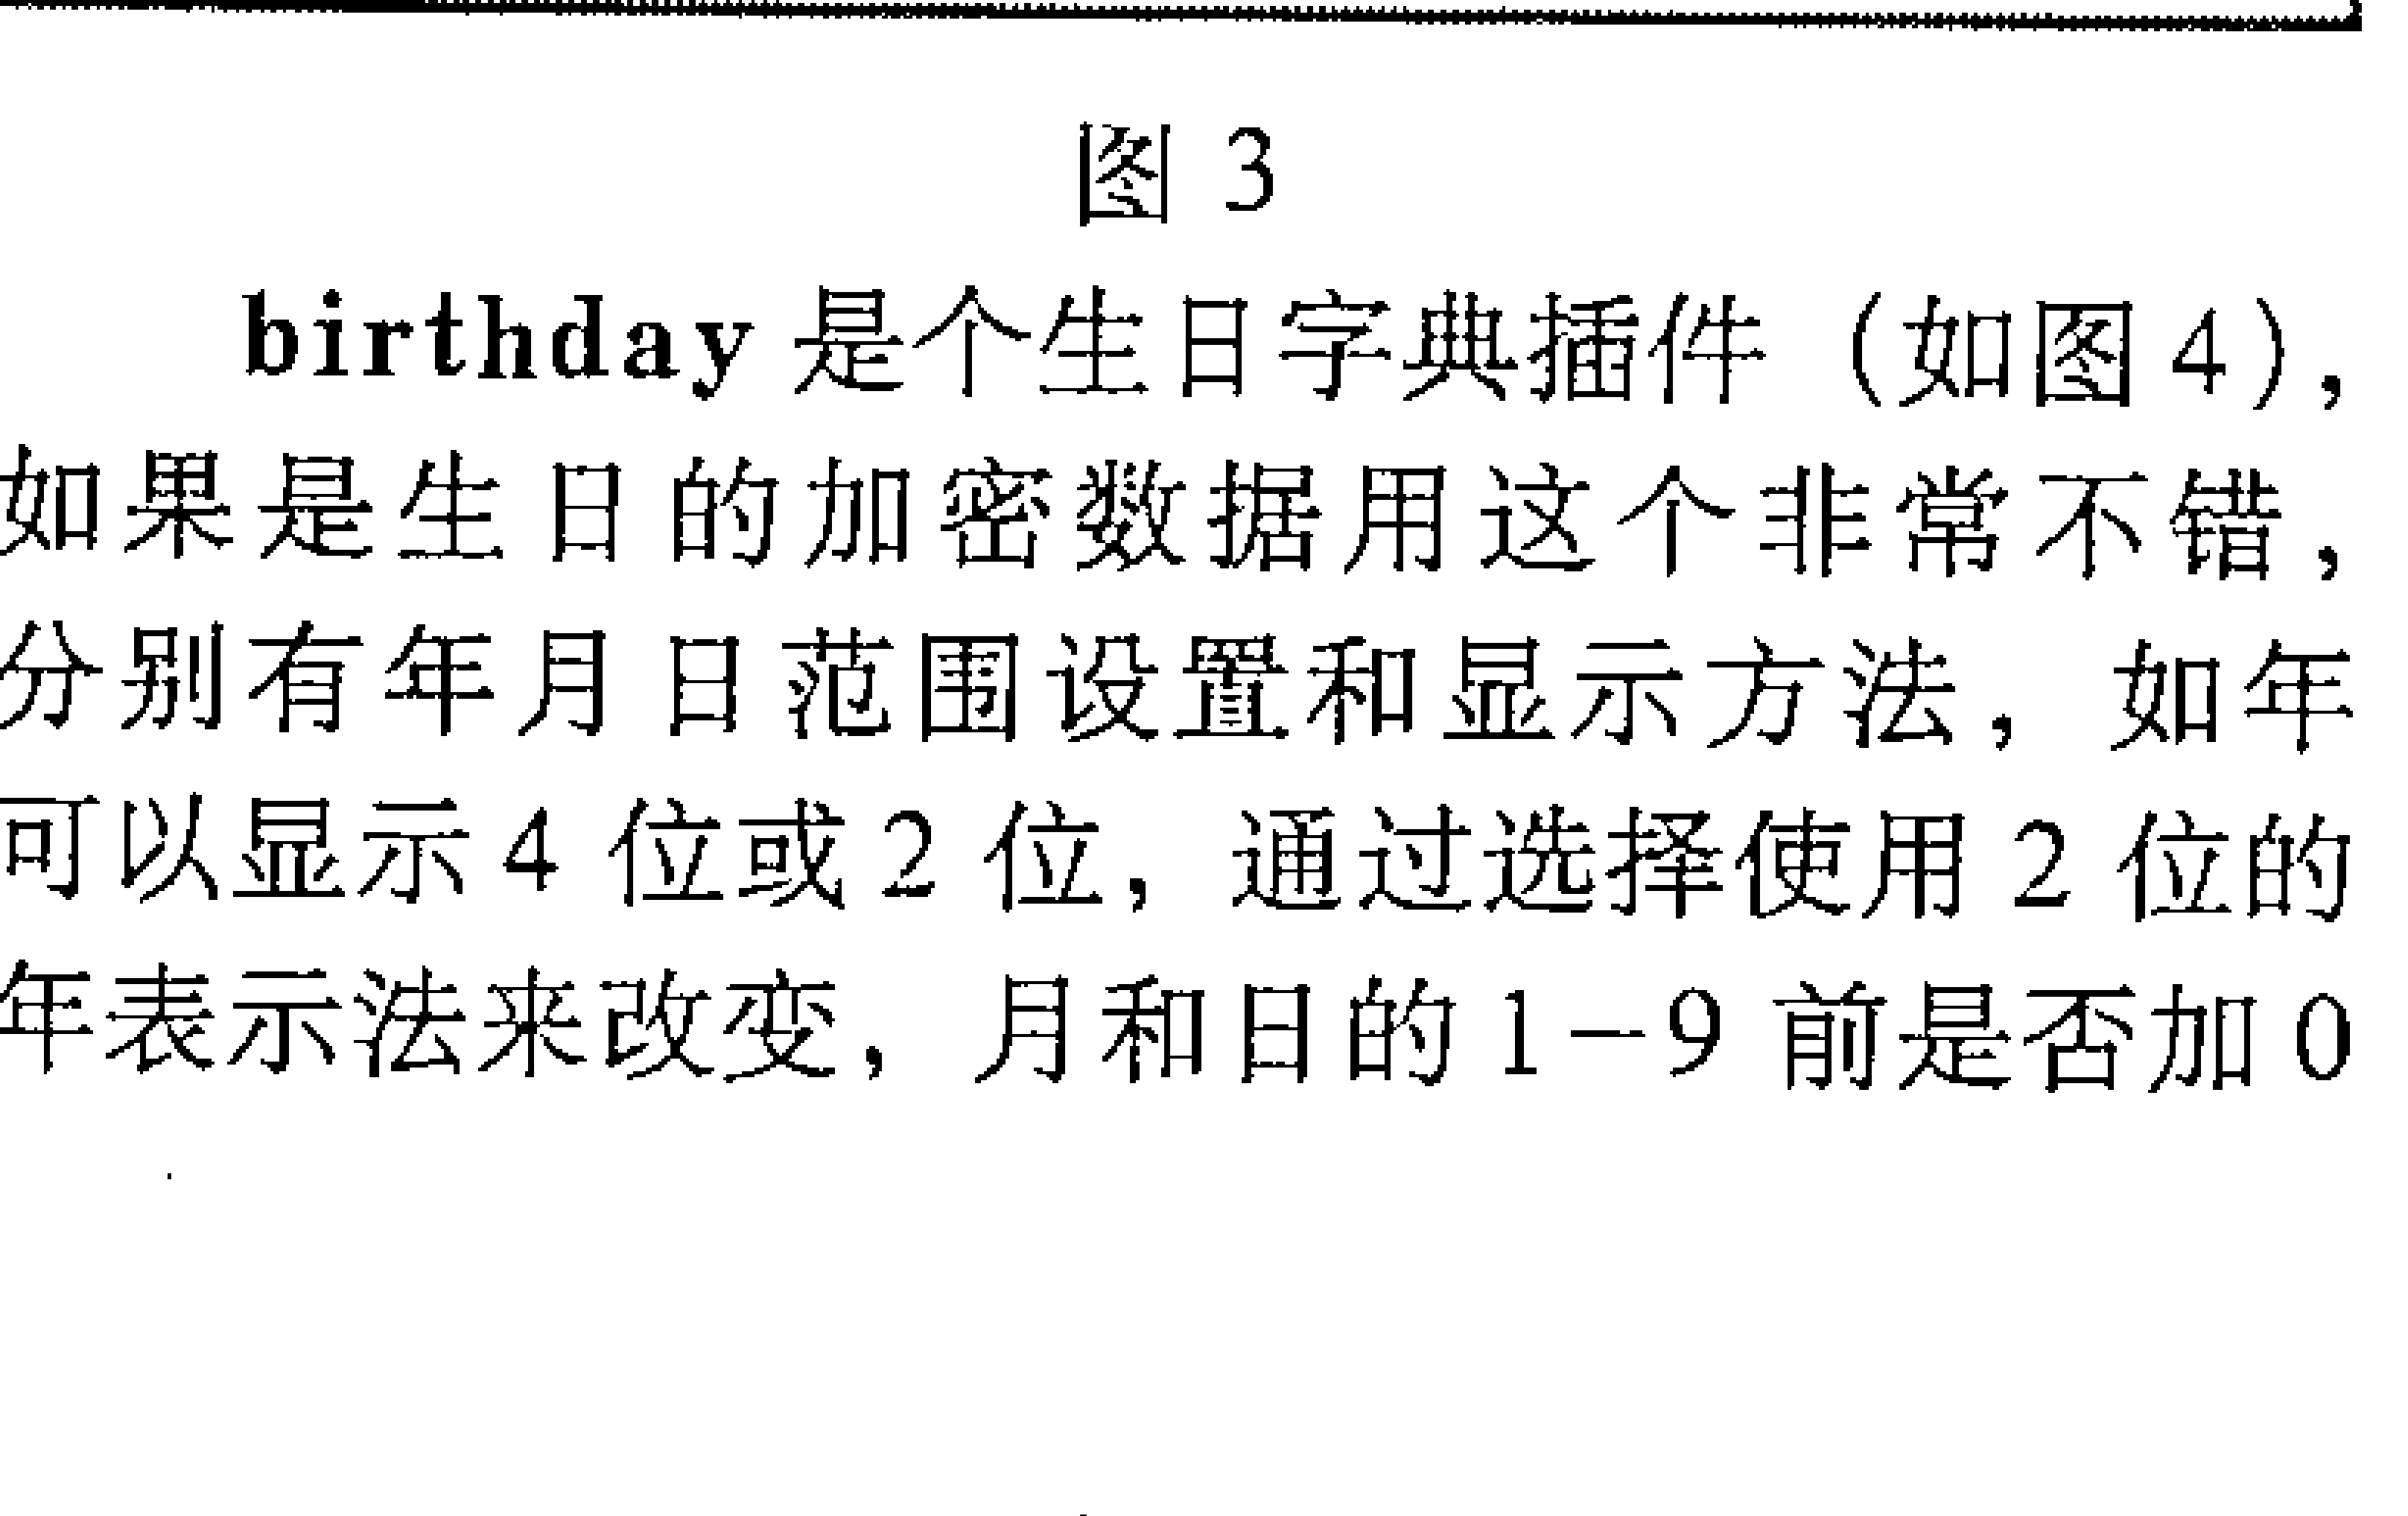 图 3
birthday 是个生日字典插件（如图 4），
如果是生日的加密数据用这个非常不错，
分别有年月日范围设置和显示方法，如年
可以显示 4 位或 2 位，通过选择使用 2 位的
年表示法来改变，月和日的 1-9 前是否加 0